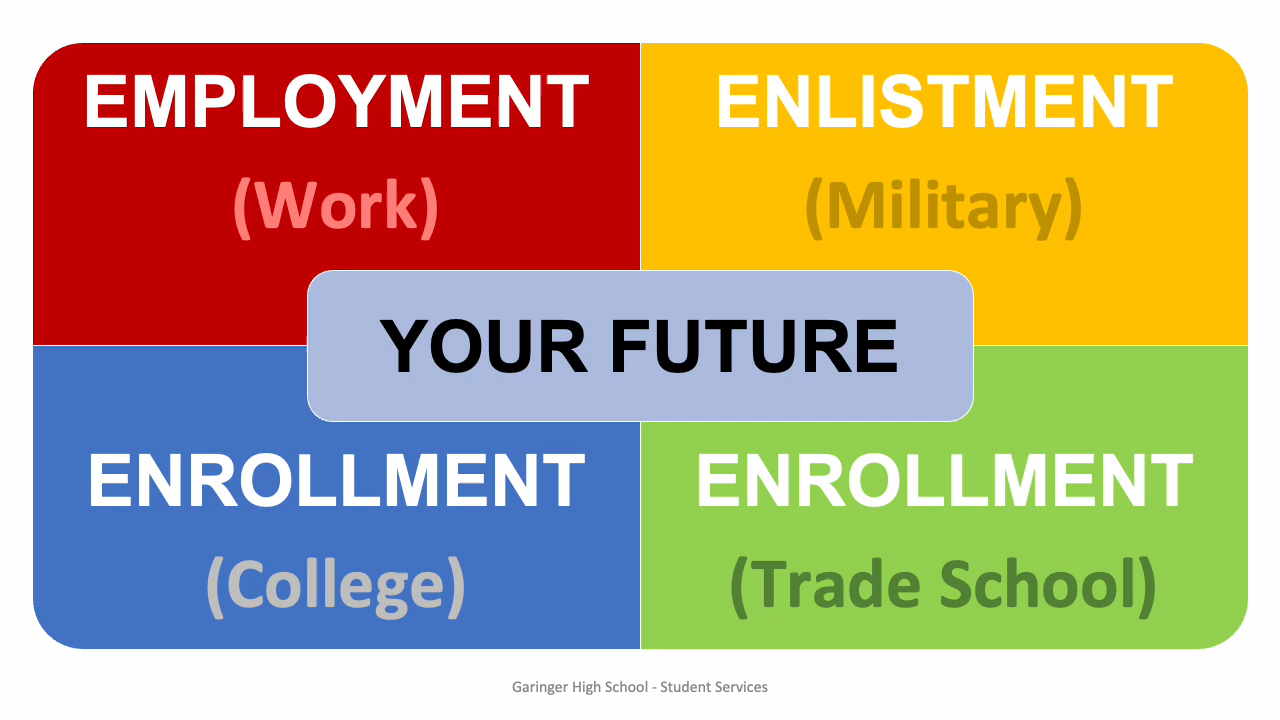 EMPLOYMENT
(Work)
ENLISTMENT
(Military)
YOUR FUTURE
ENROLLMENT
(College)
ENROLLMENT
(Trade School)
Garinger High School - Student Services